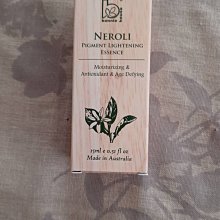 NEROLI
PIGMENT LIGHTENING
ESSENCE
Moisturizing &
Antioxidant & Age Defying
15ml e 0.51 fl oz
Made in Australia